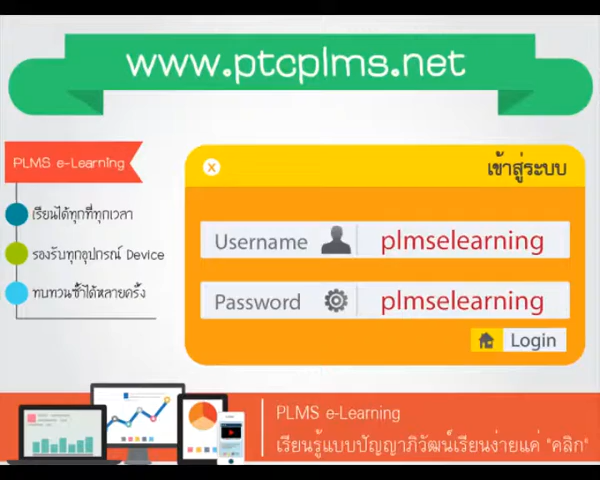 www.ptcplms.net
PLMS e-Learning
เรียนได้ทุกที่ทุกเวลา
รองรับทุกอุปกรณ์ Device
ทบทวนซ้ำได้หลายครั้ง
เข้าสู่ระบบ
Username plmselearning
Password plmselearning
Login
PLMS e-Learning
เรียนรู้แบบปัญญาภิวัฒน์เรียนง่ายแค่ "คลิก"